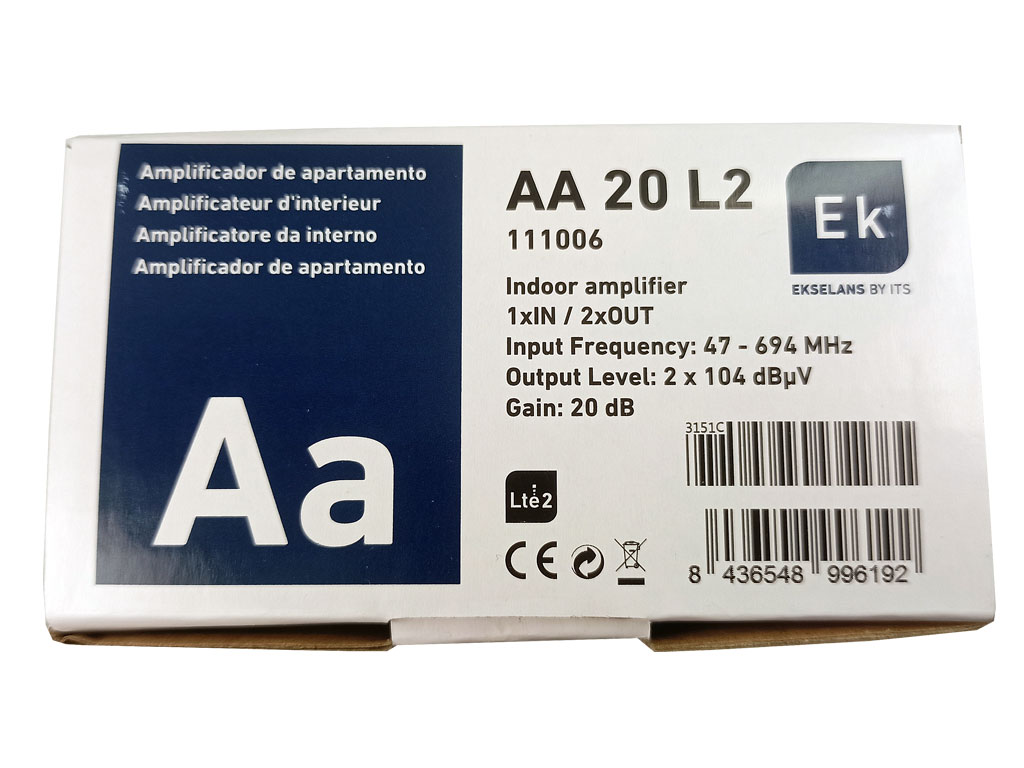 Amplificador de apartamento
Amplificateur d'interieur
Amplificatore da interno
Amplificador de apartamento
Aa
AA 20 L2
111006
Indoor amplifier
1xIN / 2xOUT
Input Frequency: 47 - 694 MHz
Output Level: 2 x 104 dBµV
Gain: 20 dB
Ek
EKSELANS BY ITS
3151C
Lte2
CE
8 436548 996192